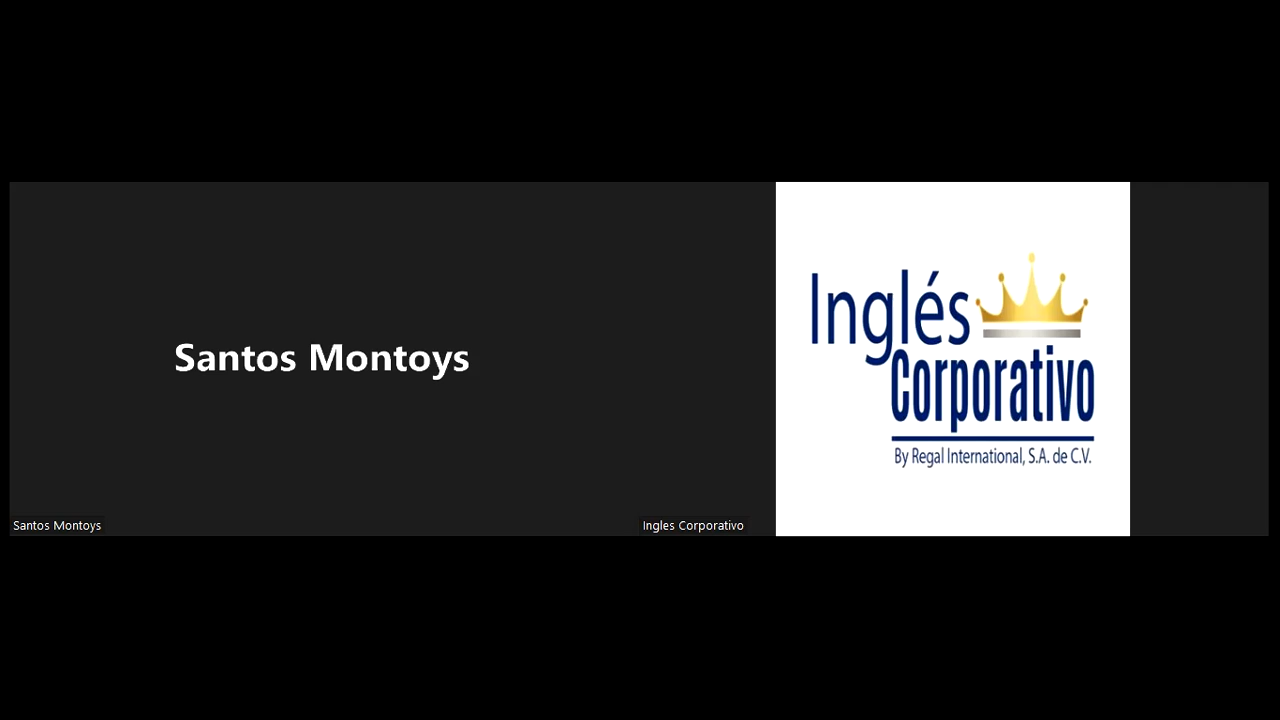 Santos Montoys
Santos Montoys
Inglés
Corporativo
By Regal International, S.A. de C.V.
Ingles Corporativo